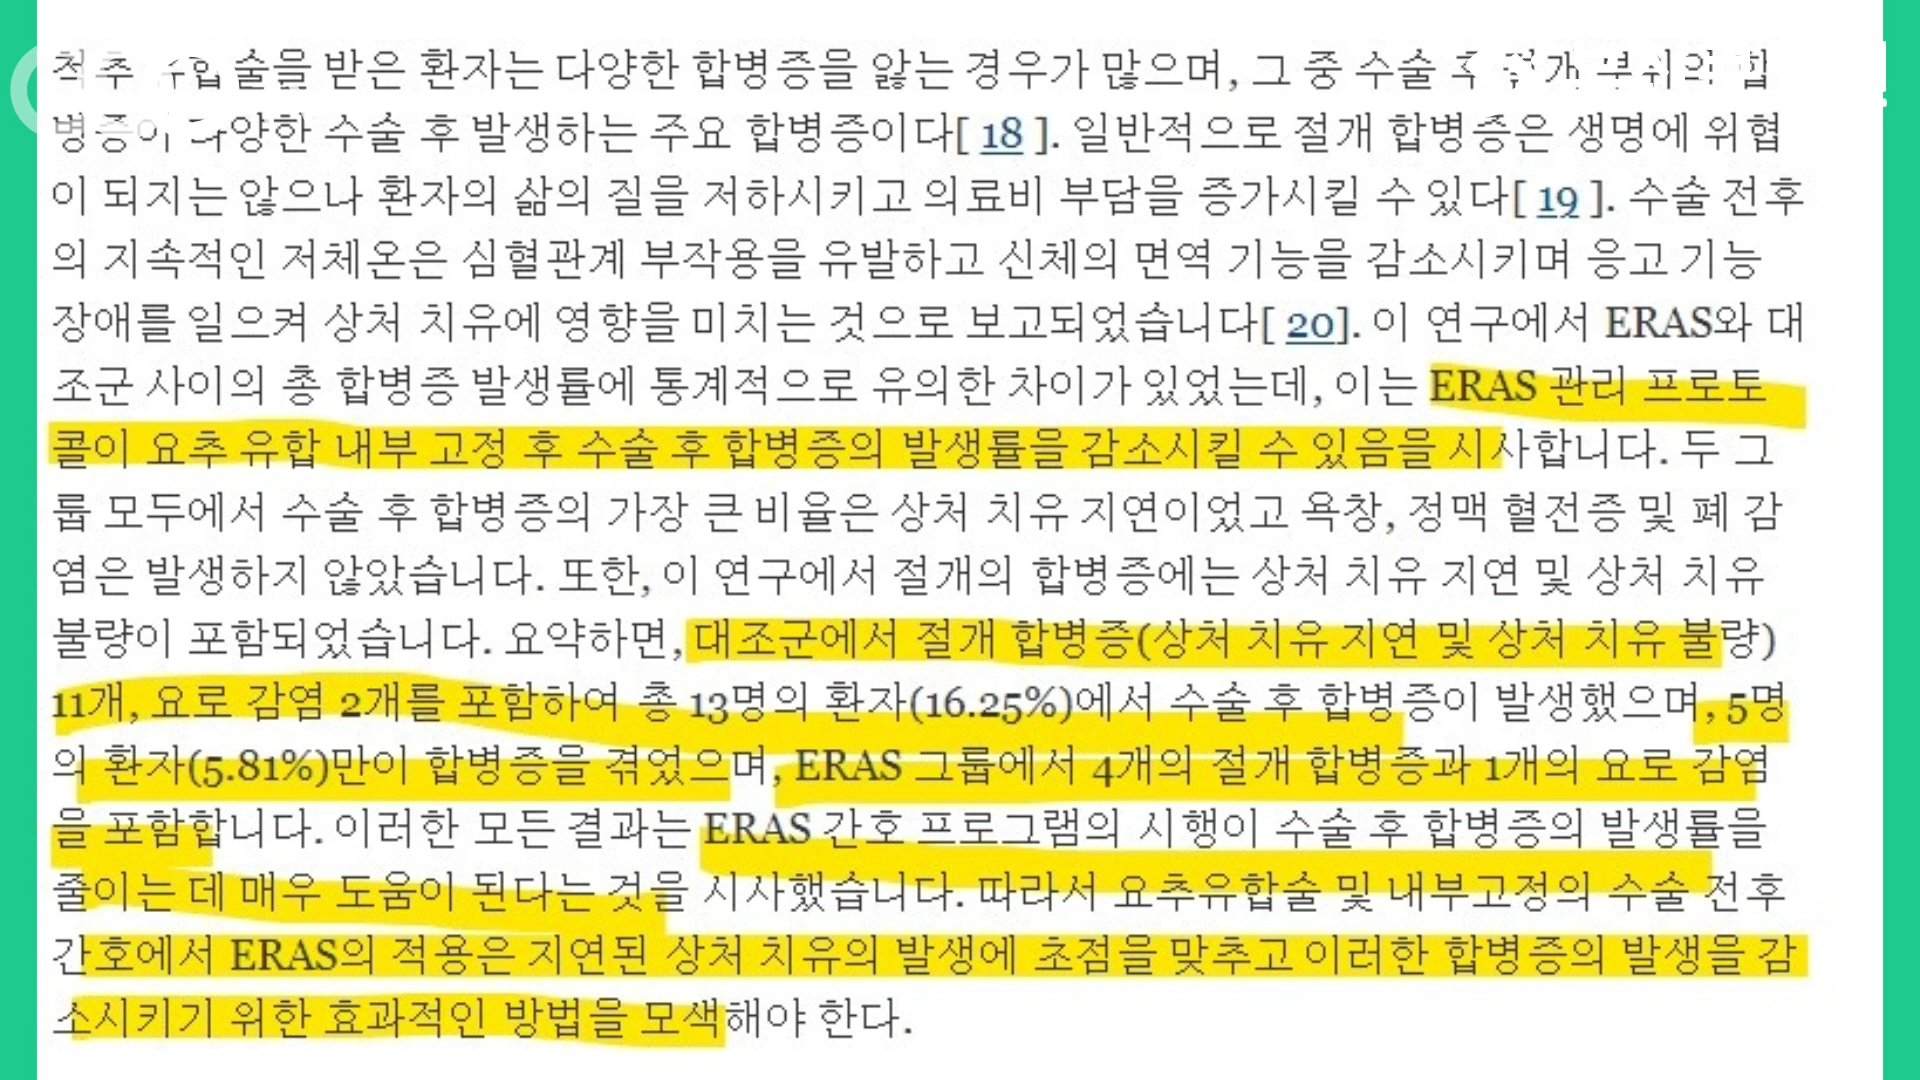 척추 술을 받은 환자는 다양한 합병증을 앓는 경우가 많으며, 그 중 수술 후
병증이 다양한 수술 후 발생하는 주요 합병증이다[ 18 ]. 일반적으로 절개 합병증은 생명에 위협
이 되지는 않으나 환자의 삶의 질을 저하시키고 의료비 부담을 증가시킬 수 있다[ 19 ]. 수술 전후
의 지속적인 저체온은 심혈관계 부작용을 유발하고 신체의 면역 기능을 감소시키며 응고 기능
장애를 일으켜 상처 치유에 영향을 미치는 것으로 보고되었습니다[ 20]. 이 연구에서 ERAS와 대
조군 사이의 총 합병증 발생률에 통계적으로 유의한 차이가 있었는데, 이는 ERAS 관리 프로토
콜이 요추 유합 내부 고정 후 수술 후 합병증의 발생률을 감소시킬 수 있음을 시사합니다. 두 그
룹 모두에서 수술 후 합병증의 가장 큰 비율은 상처 치유 지연이었고 욕창, 정맥 혈전증 및 폐 감
염은 발생하지 않았습니다. 또한, 이 연구에서 절개의 합병증에는 상처 치유 지연 및 상처 치유
불량이 포함되었습니다. 요약하면, 대조군에서 절개 합병증(상처 치유 지연 및 상처 치유 불량)
11개, 요로 감염 2개를 포함하여 총 13명의 환자(16.25%)에서 수술 후 합병증이 발생했으며, 5명
의 환자(5.81%)만이 합병증을 겪었으며, ERAS 그룹에서 4개의 절개 합병증과 1개의 요로 감염
을 포함합니다. 이러한 모든 결과는 ERAS 간호 프로그램의 시행이 수술 후 합병증의 발생률을
줄이는 데 매우 도움이 된다는 것을 시사했습니다. 따라서 요추유합술 및 내부고정의 수술 전후
간호에서 ERAS의 적용은 지연된 상처 치유의 발생에 초점을 맞추고 이러한 합병증의 발생을 감
소시키기 위한 효과적인 방법을 모색해야 한다.